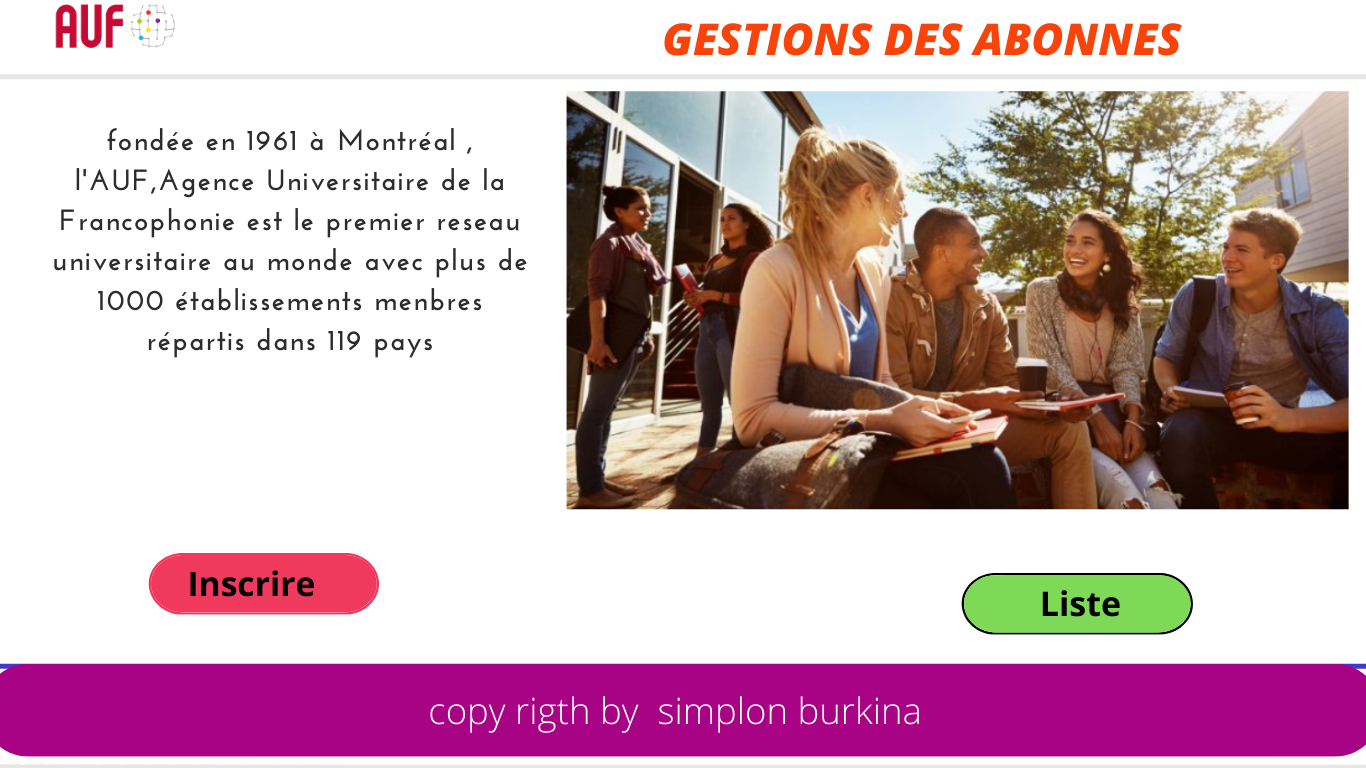 AUF
GESTIONS DES ABONNES
fondée en 1961 à Montréal ,
l'AUF,Agence Universitaire de la
Francophonie est le premier reseau
universitaire au monde avec plus de
1000 établissements menbres
répartis dans 119 pays
Inscrire
Liste
copy rigth by simplon burkina